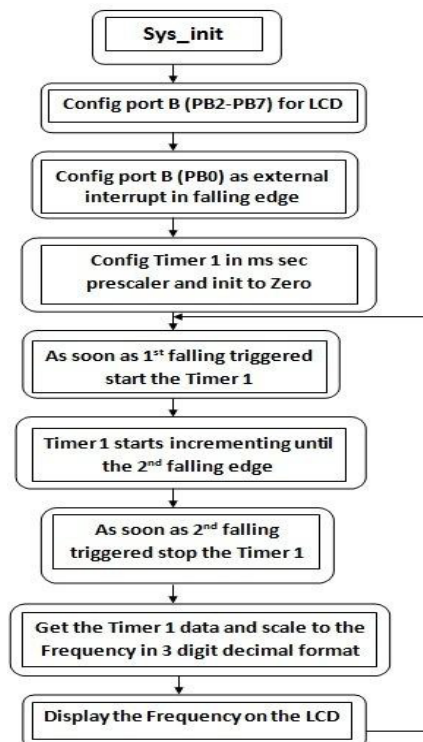 Sys_init
Config port B (PB2-PB7) for LCD
Config port B (PB0) as external
interrupt in falling edge
Config Timer 1 in ms sec
prescaler and init to Zero
As soon as 1st falling triggered
start the Timer 1
Timer 1 starts incrementing until
the 2nd falling edge
As soon as 2nd falling
triggered stop the Timer 1
Get the Timer 1 data and scale to the
Frequency in 3 digit decimal format
Display the Frequency on the LCD